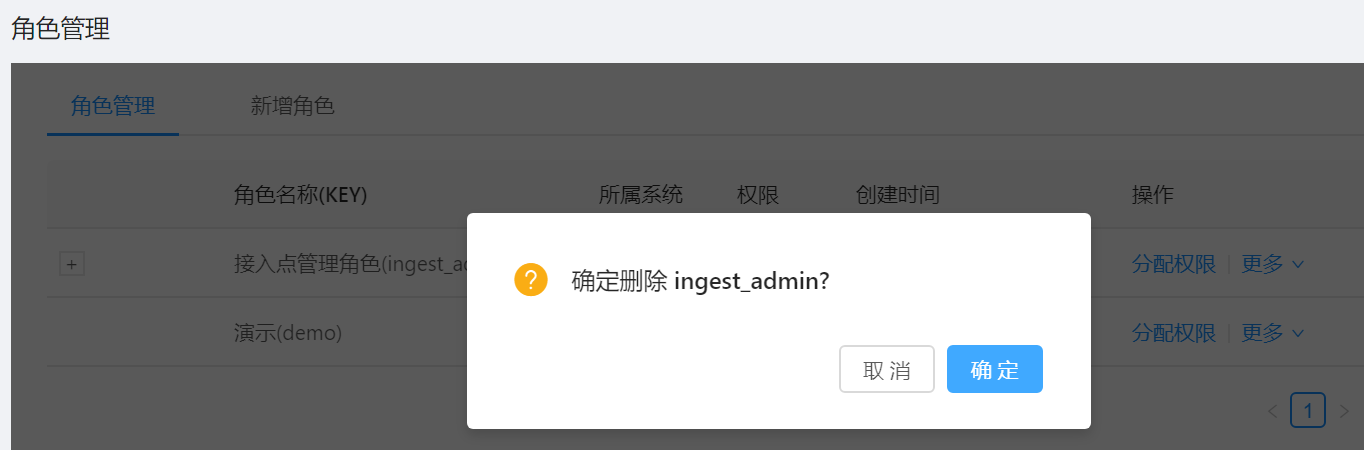 角色管理
角色管理 新增角色
角色名称(KEY) 所属系统 权限 创建时间 操作
接入点管理角色(ingest_ad 分配权限 更多
确定删除 ingest_admin?
演示(demo) 分配权限 更多
取 消 确 定
1